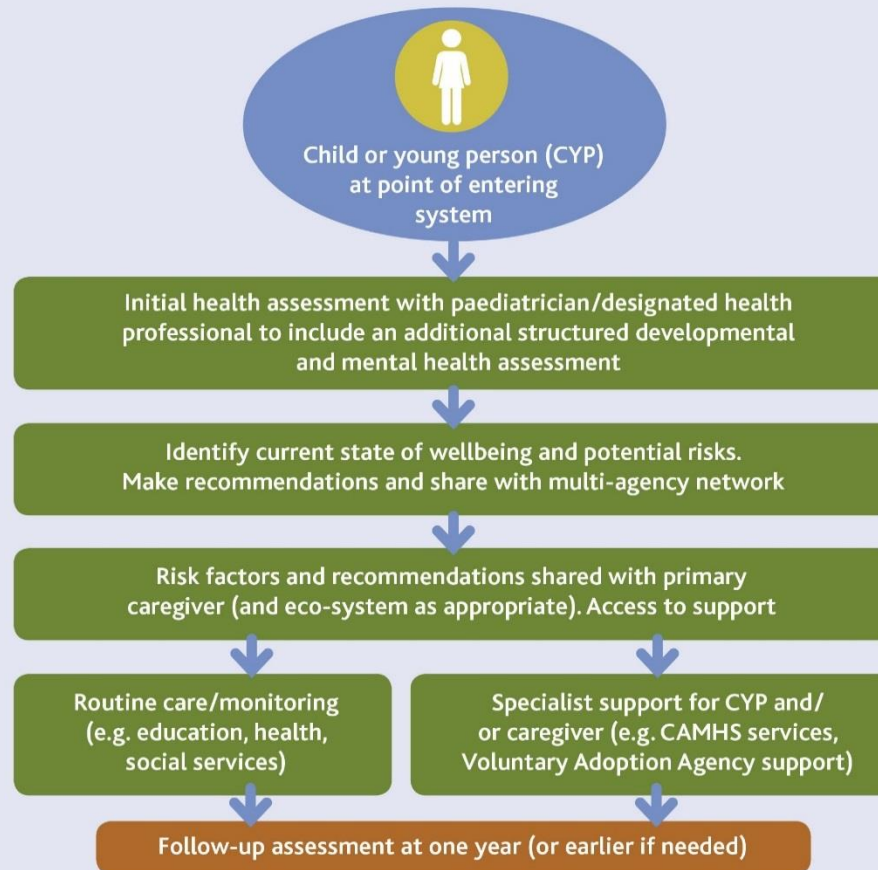 Child or young person (CYP)
at point of entering
system
Initial health assessment with paediatrician/designated health
professional to include an additional structured developmental
and mental health assessment
Identify current state of wellbeing and potential risks.
Make recommendations and share with multi-agency network
Risk factors and recommendations shared with primary
caregiver (and eco-system as appropriate). Access to support
Routine care/monitoring
(e.g. education, health,
social services)
Specialist support for CYP and/
or caregiver (e.g. CAMHS services,
Voluntary Adoption Agency support)
Follow-up assessment at one year (or earlier if needed)